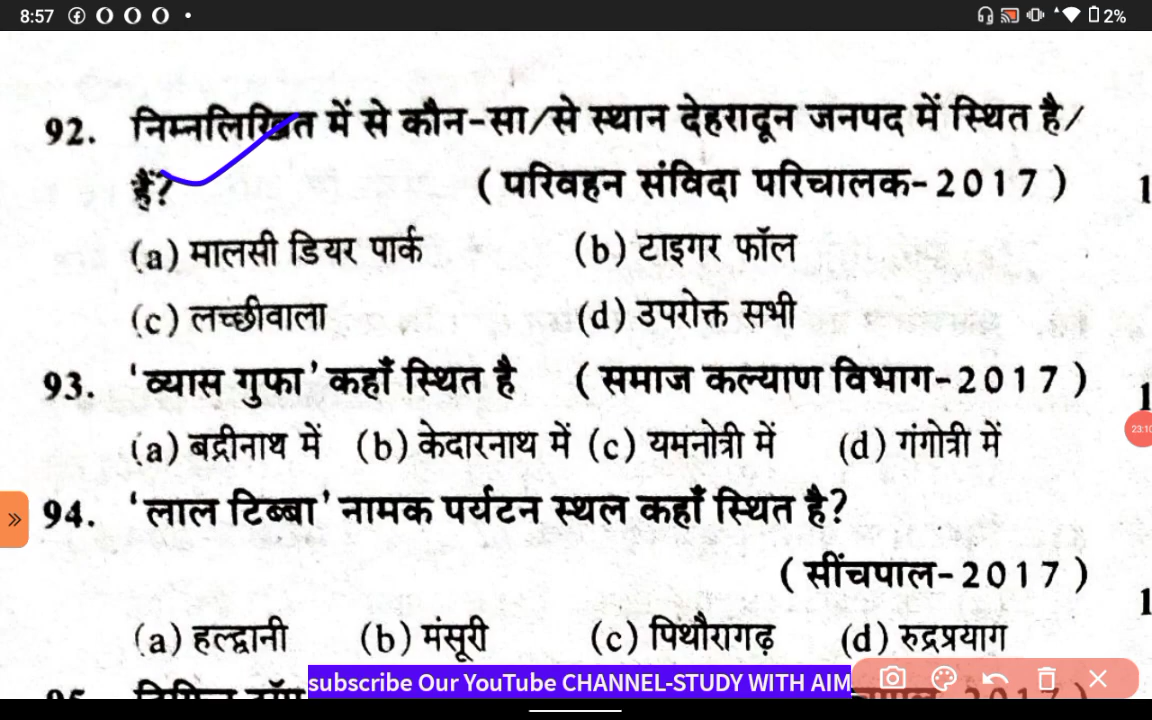 8:57 2%
92. निम्नलिखित में से कौन-सा/से स्थान देहरादून जनपद में स्थित है/
हैं? (परिवहन संविदा परिचालक-2017)
(a) मालसी डियर पार्क (b) टाइगर फॉल
(c) लच्छीवाला (d) उपरोक्त सभी
93. 'व्यास गुफा' कहाँ स्थित है (समाज कल्याण विभाग-2017)
(a) बद्रीनाथ में (b) केदारनाथ में (c) यमनोत्री में (d) गंगोत्री में
94. 'लाल टिब्बा' नामक पर्यटन स्थल कहाँ स्थित है?
(सींचपाल-2017)
(a) हल्द्वानी (b) मंसूरी (c) पिथौरागढ़ (d) रुद्रप्रयाग
subscribe Our YouTube CHANNEL-STUDY WITH AIM